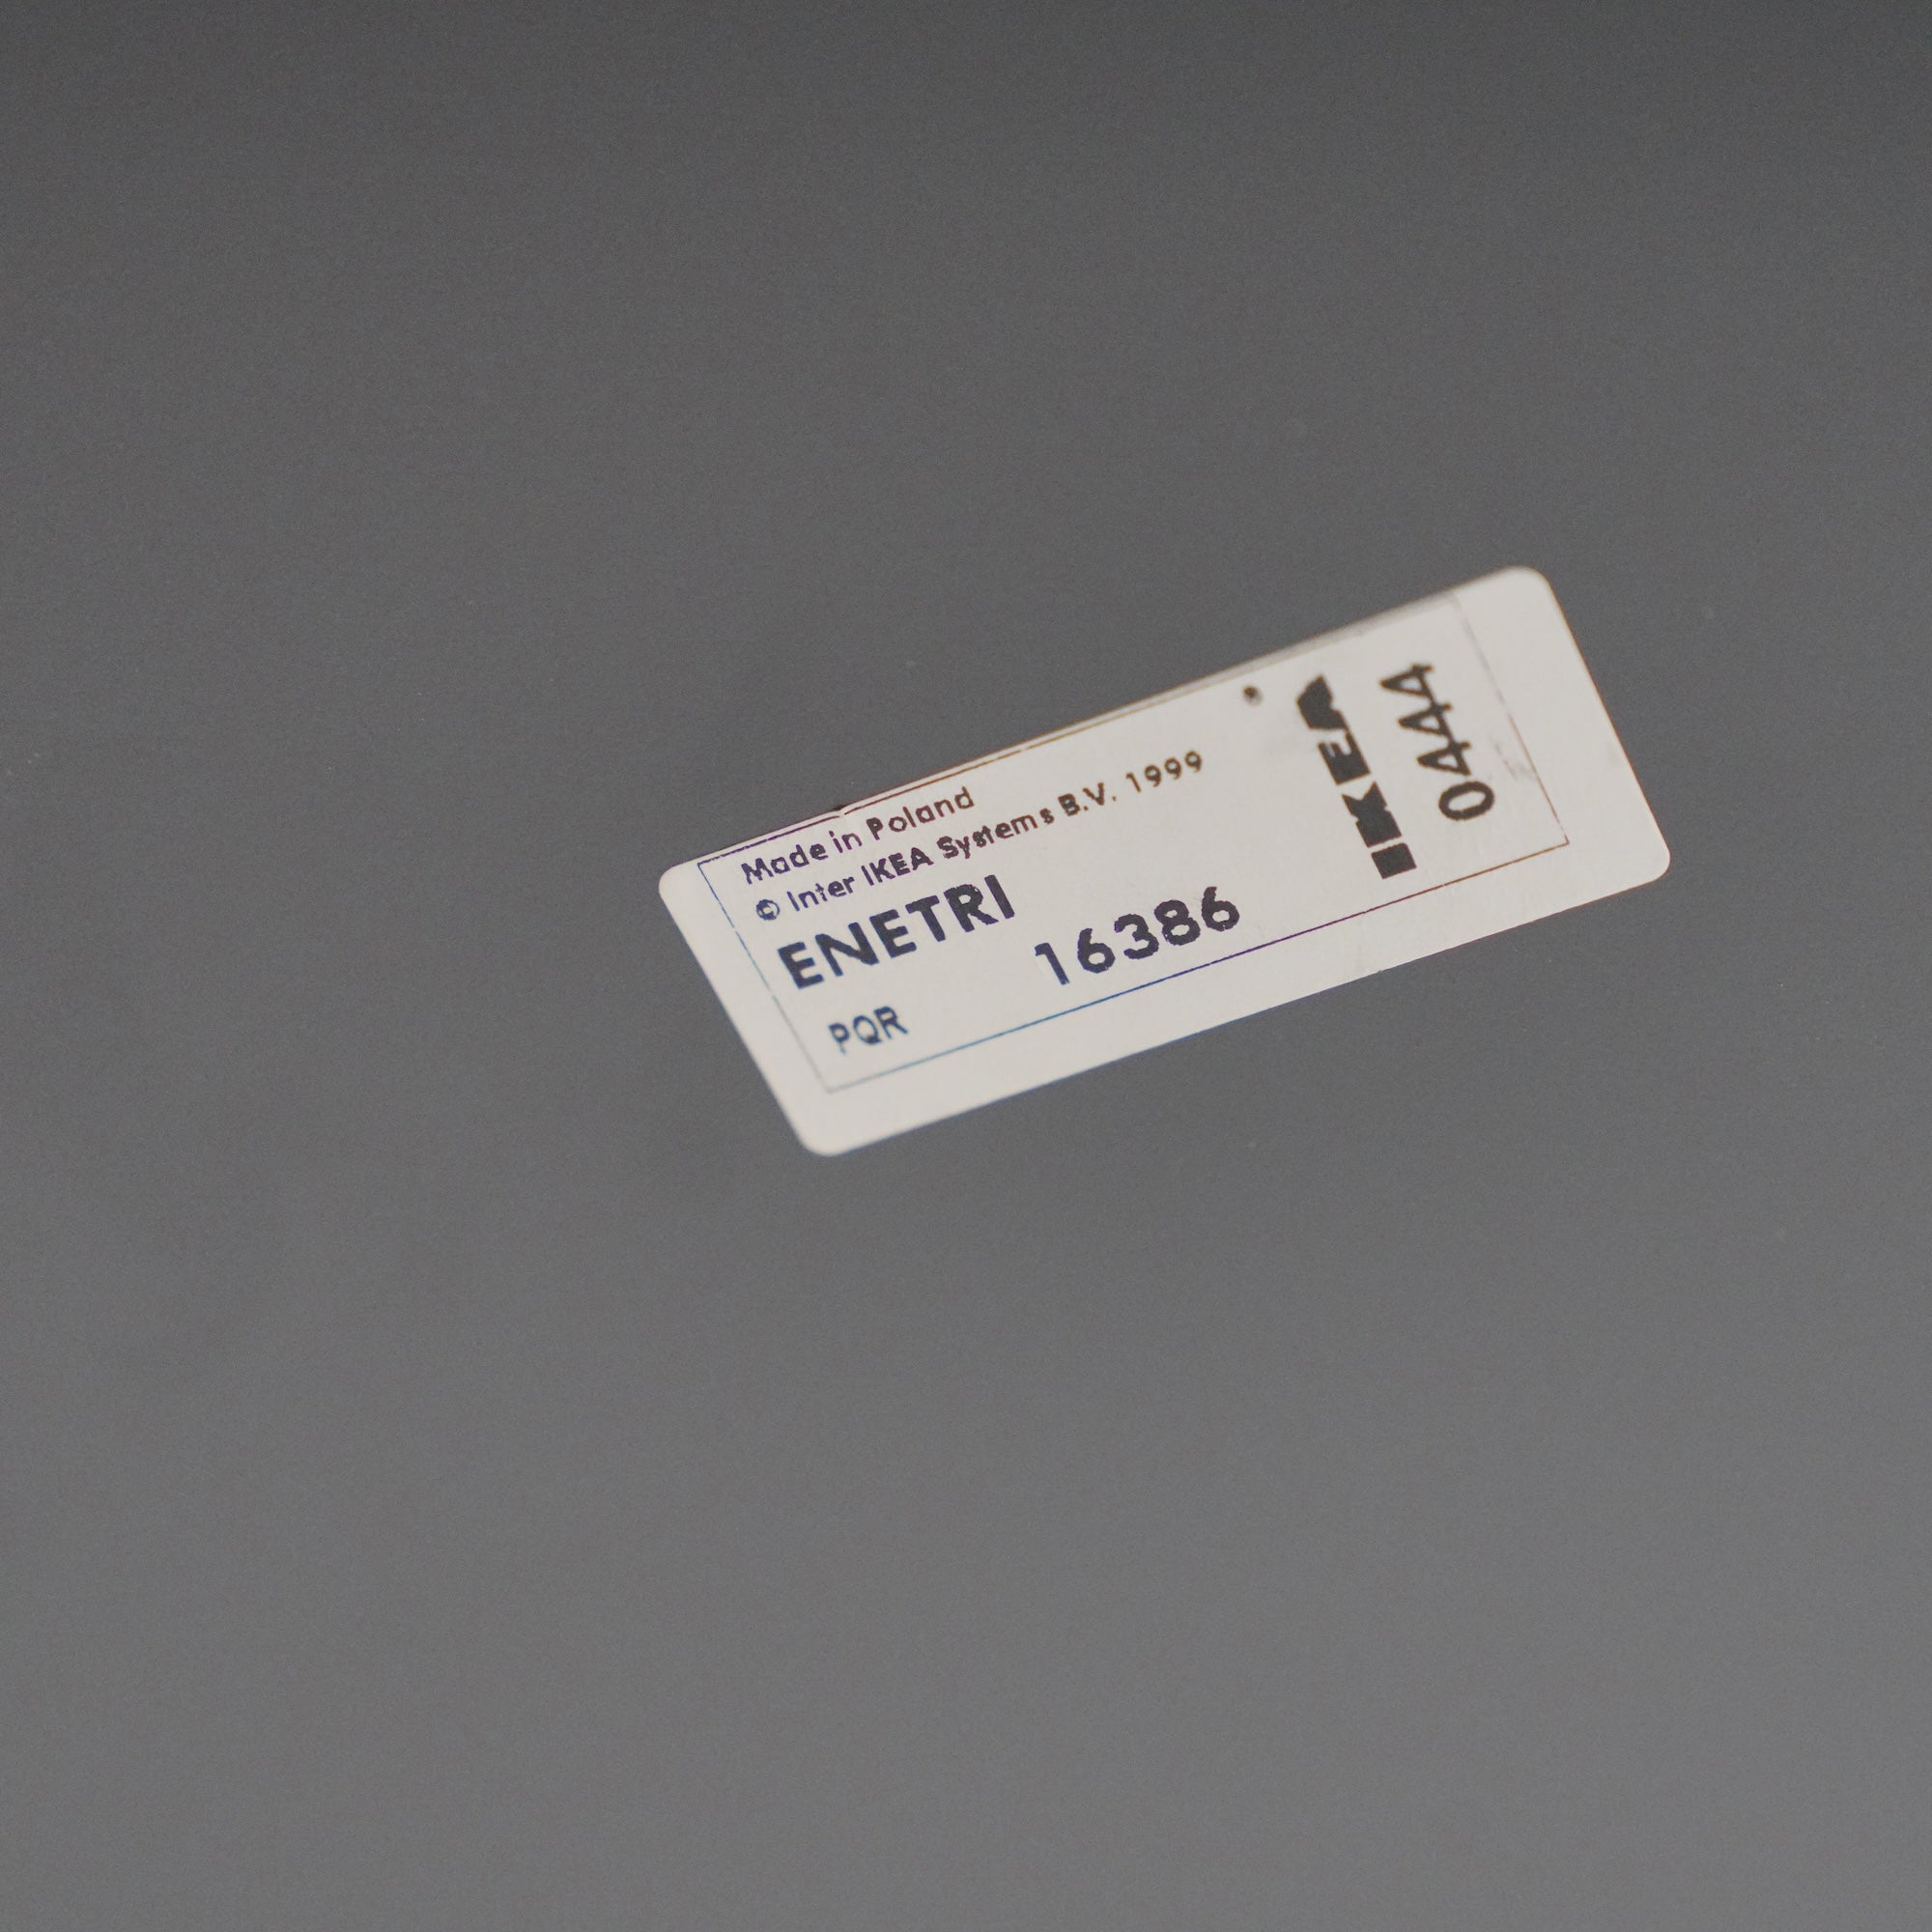 Made in Poland
© Inter IKEA Systems B.V. 1999
ENETRI
16386
PQR
IKEA
0444